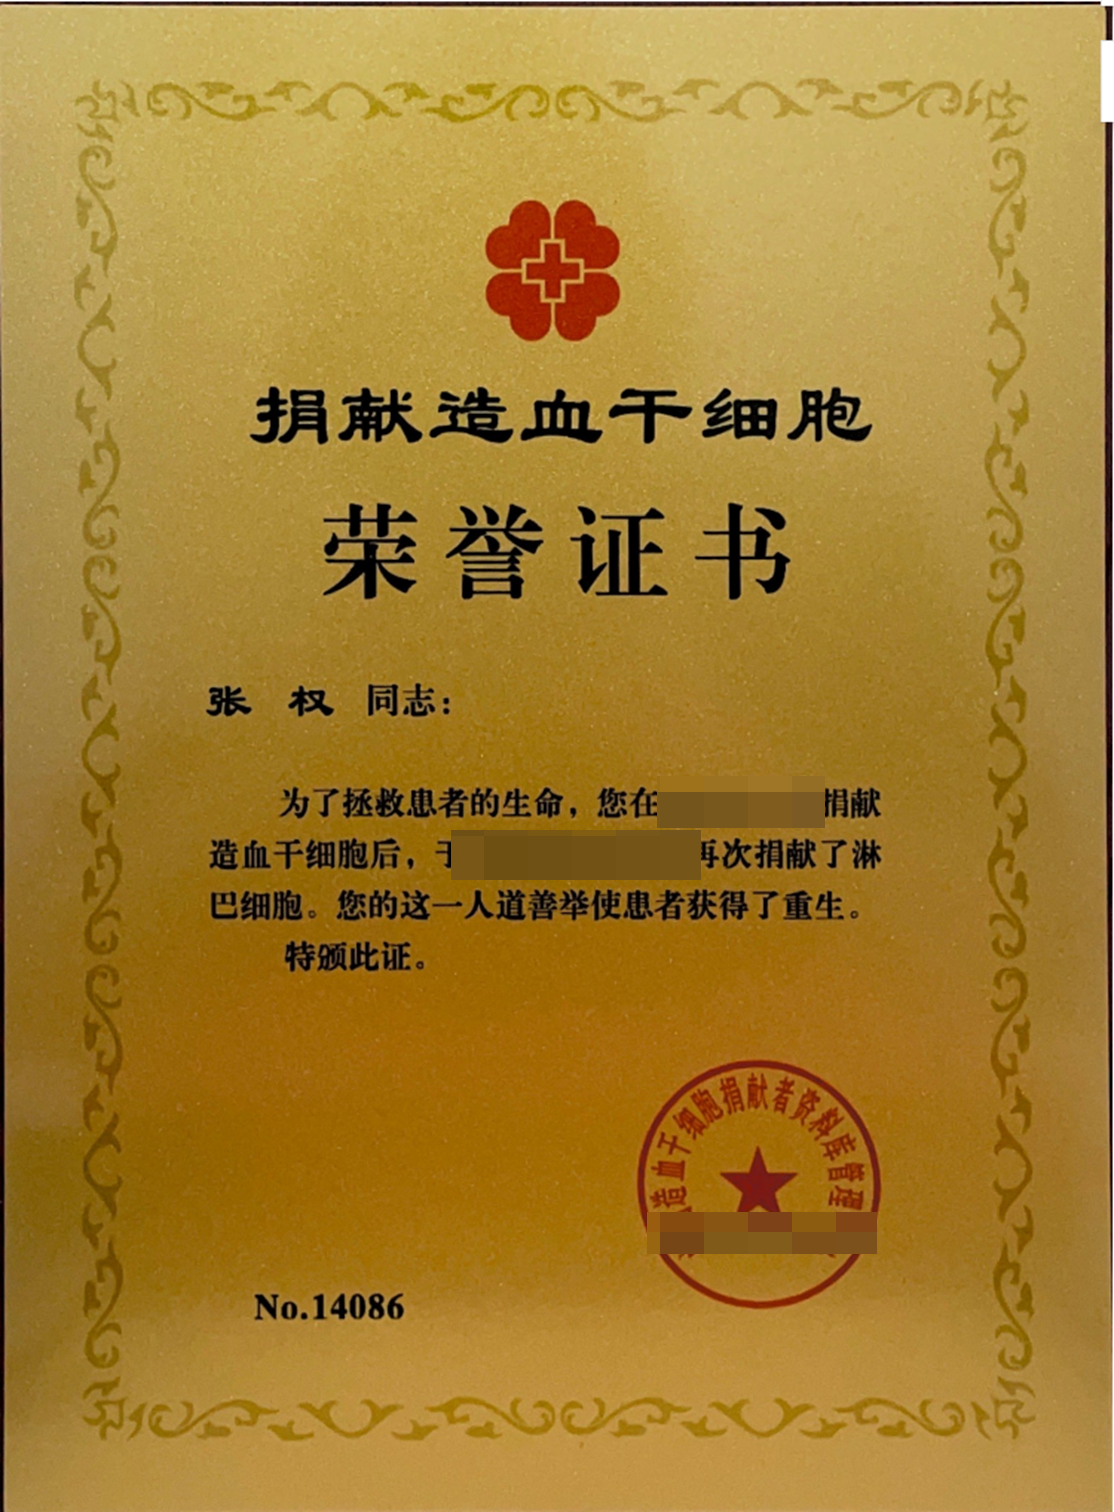 捐献造血干细胞
荣誉证书
张 权 同志：
为了拯救患者的生命，您在捐献
造血干细胞后，于再次捐献了淋
巴细胞。您的这一人道善举使患者获得了重生。
特颁此证。
造血干细胞捐献者资料库管理
No.14086